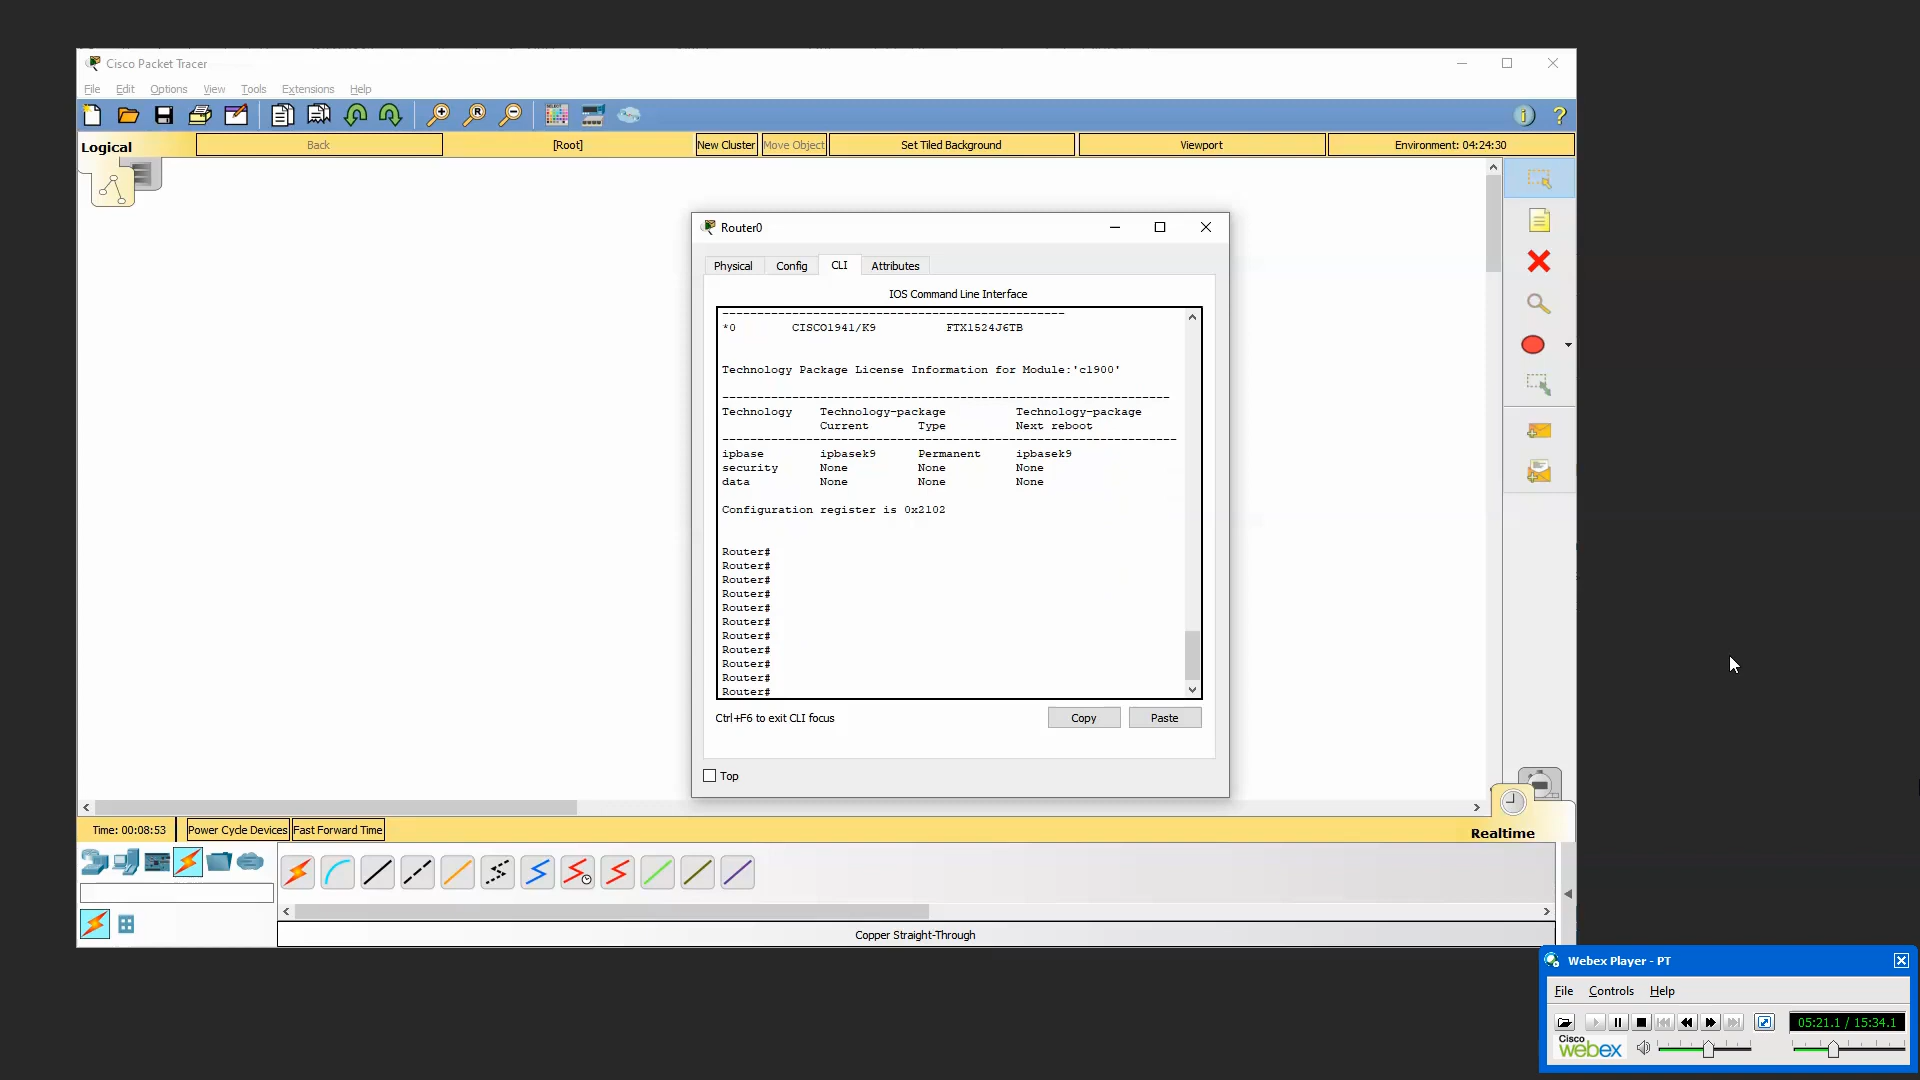 Cisco Packet Tracer
File Edit Options View Tools Extensions Help
Logical Back [Root] New Cluster Move Object Set Tiled Background Viewport Environment: 04:24:30
Router0
Physical Config CLI Attributes
IOS Command Line Interface
------------------------------------------------
*0 CISCO1941/K9 FTX1524J6TB
Technology Package License Information for Module:'c1900'
----------------------------------------------------------------
Technology Technology-package Technology-package
Current Type Next reboot
-----------------------------------------------------------------
ipbase ipbasek9 Permanent ipbasek9
security None None None
data None None None
Configuration register is 0x2102
Router#
Router#
Router#
Router#
Router#
Router#
Router#
Router#
Router#
Router#
Router#
Ctrl+F6 to exit CLI focus Copy Paste
Top
Time: 00:08:53 Power Cycle Devices Fast Forward Time Realtime
Copper Straight-Through
Webex Player - PT
File Controls Help
05:21.1 / 15:34.1
Cisco
webex